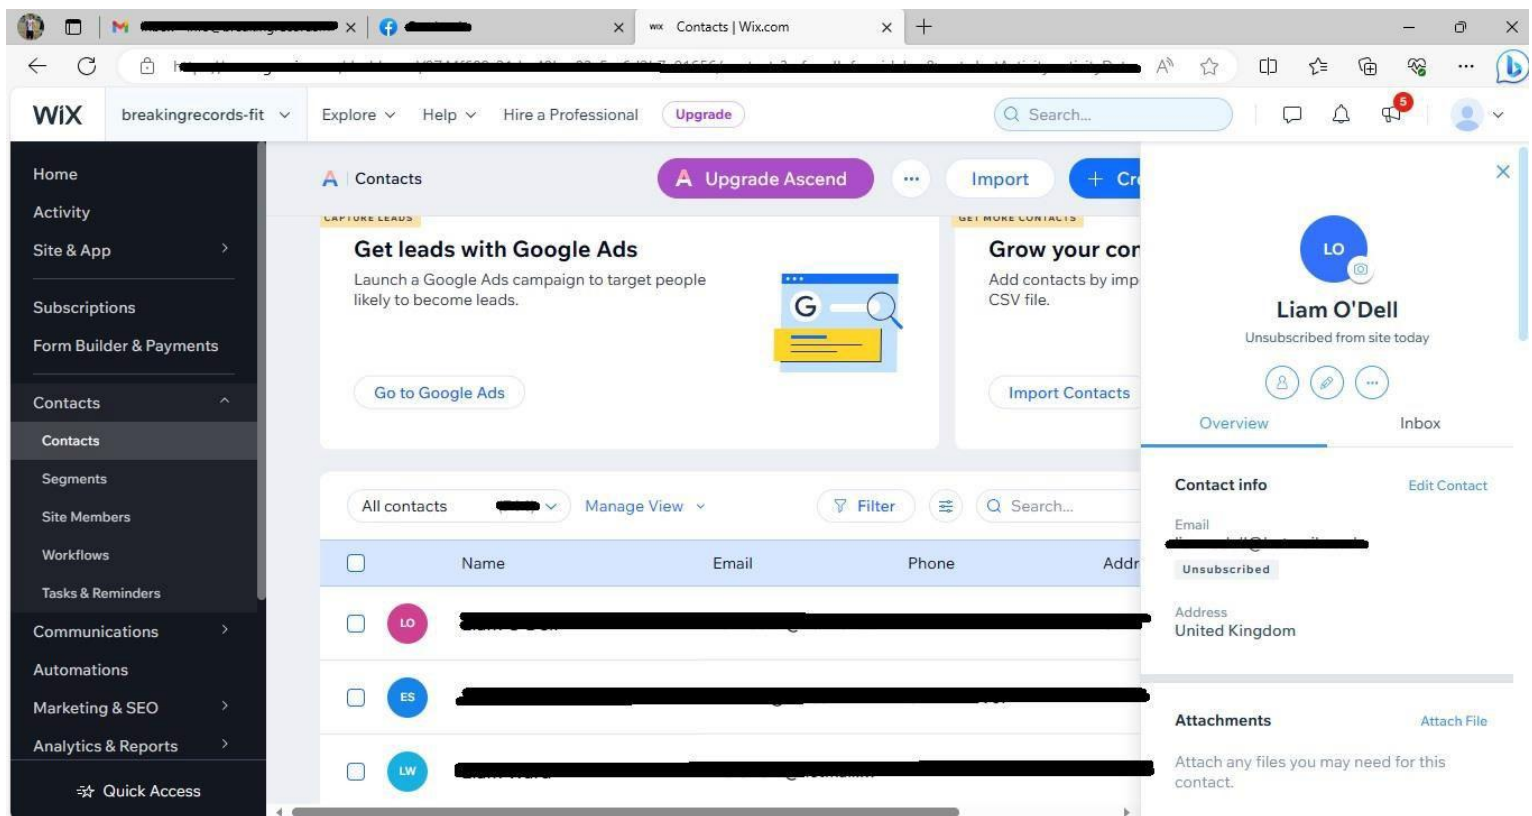 Contacts | Wix.com
WiX
breakingrecords-fit
Explore
Help
Hire a Professional
Upgrade
Search...
5
Home
Activity
Site & App
Subscriptions
Form Builder & Payments
Contacts
Contacts
Segments
Site Members
Workflows
Tasks & Reminders
Communications
Automations
Marketing & SEO
Analytics & Reports
Quick Access
Contacts
Upgrade Ascend
Import
+ Cre
CAPTURE LEADS
Get leads with Google Ads
Launch a Google Ads campaign to target people
likely to become leads.
Go to Google Ads
GET MORE CONTACTS
Grow your con
Add contacts by imp
CSV file.
Import Contacts
All contacts
Manage View
Filter
Search...
Name Email Phone Addr
LO
ES
LW
LO
Liam O'Dell
Unsubscribed from site today
Overview
Inbox
Contact info
Edit Contact
Email
Unsubscribed
Address
United Kingdom
Attachments
Attach File
Attach any files you may need for this
contact.